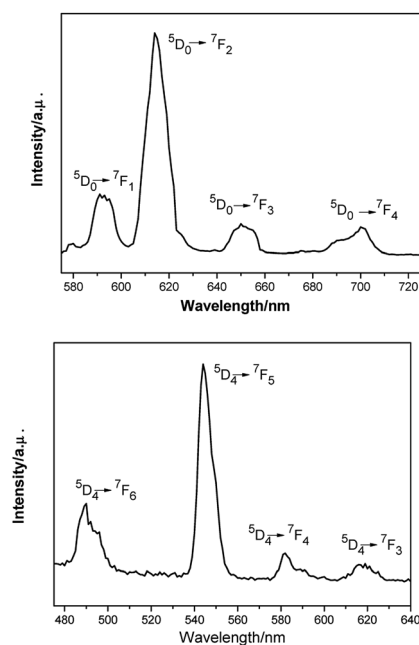 ⁵D₀→⁷F₂
⁵D₀→⁷F₁
⁵D₀→⁷F₃
⁵D₀→⁷F₄
Intensity/a.μ.
580 600 620 640 660 680 700 720
Wavelength/nm
⁵D₄→⁷F₅
⁵D₄→⁷F₆
⁵D₄→⁷F₄
⁵D₄→⁷F₃
Intensity/a.μ.
480 500 520 540 560 580 600 620 640
Wavelength/nm